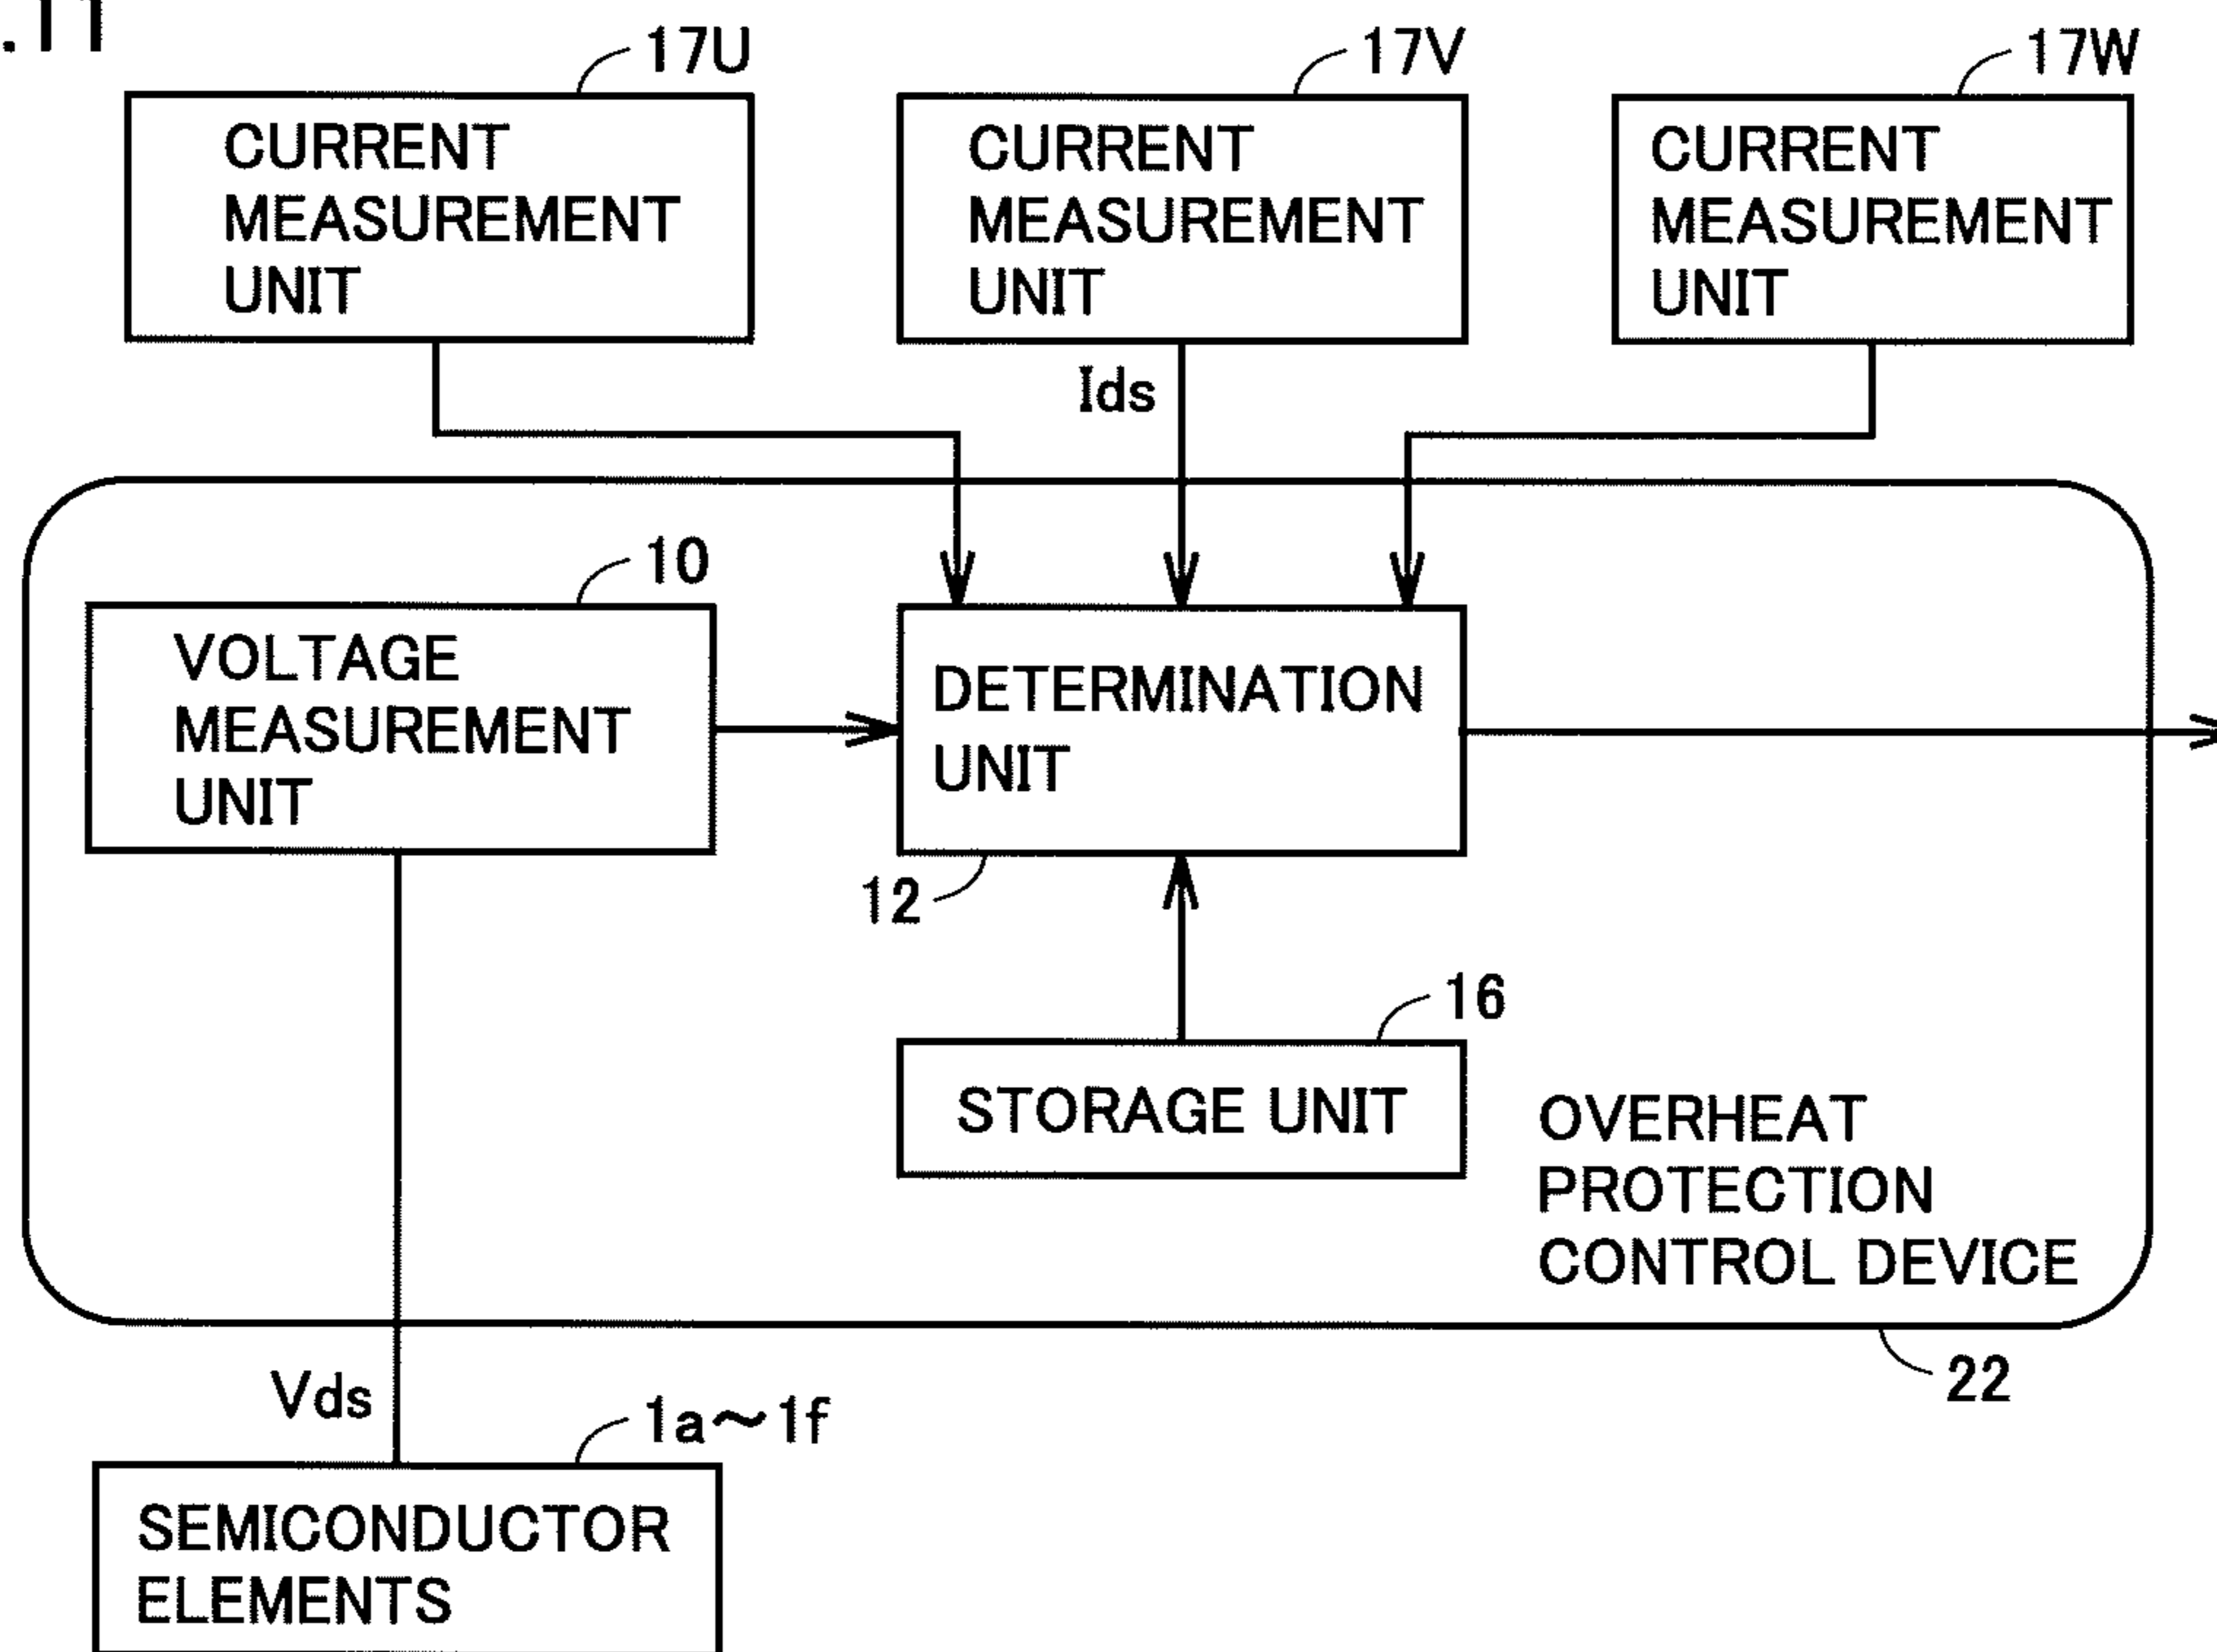 .11
17U
17V
17W
CURRENT
MEASUREMENT
UNIT
CURRENT
MEASUREMENT
UNIT
CURRENT
MEASUREMENT
UNIT
Ids
10
VOLTAGE
MEASUREMENT
UNIT
DETERMINATION
UNIT
12
16
STORAGE UNIT
OVERHEAT
PROTECTION
CONTROL DEVICE
22
Vds
1a～1f
SEMICONDUCTOR
ELEMENTS